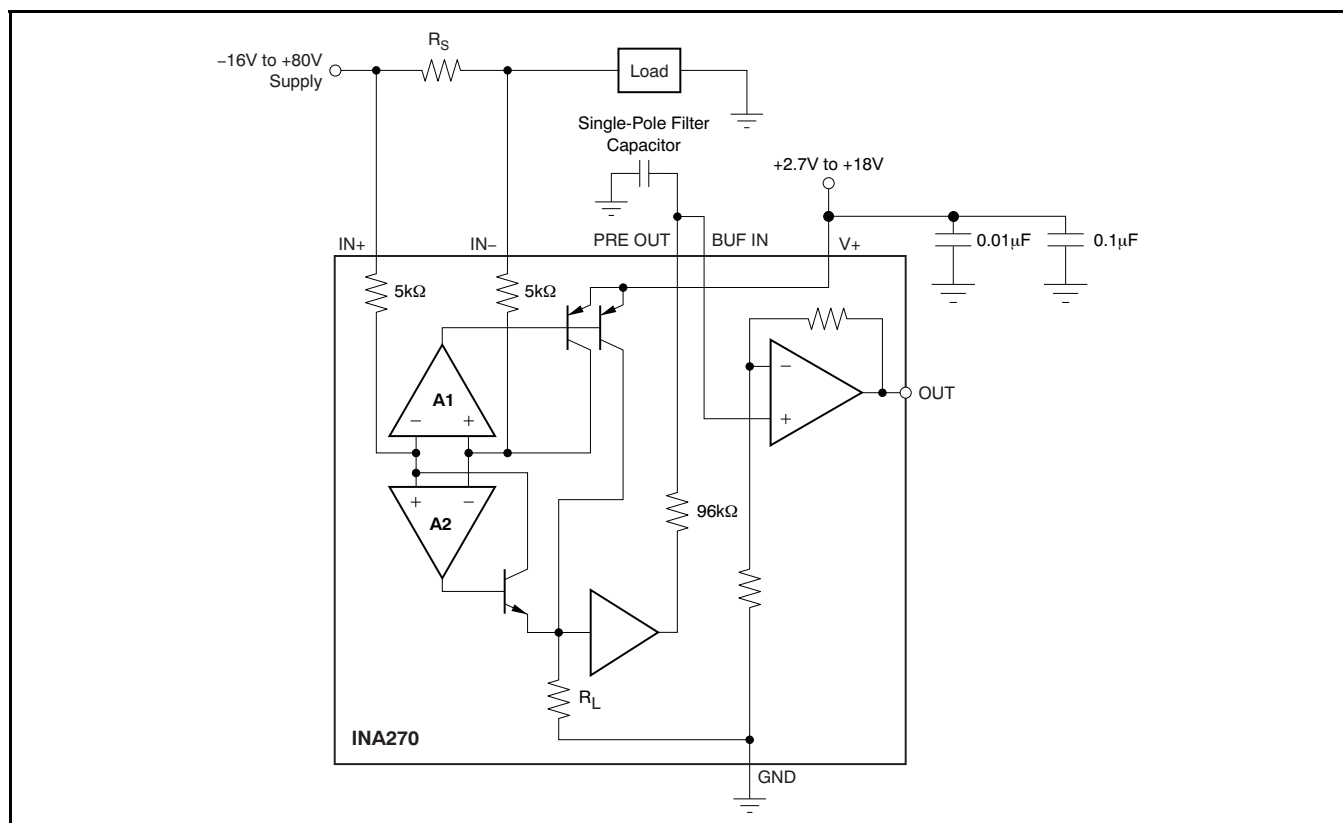 R_S
−16V to +80V
Supply
Load
Single-Pole Filter
Capacitor
+2.7V to +18V
IN+
IN−
PRE OUT
BUF IN
V+
0.01µF
0.1µF
5kΩ
5kΩ
A1
−
+
−
+
OUT
+
−
A2
96kΩ
R_L
INA270
GND